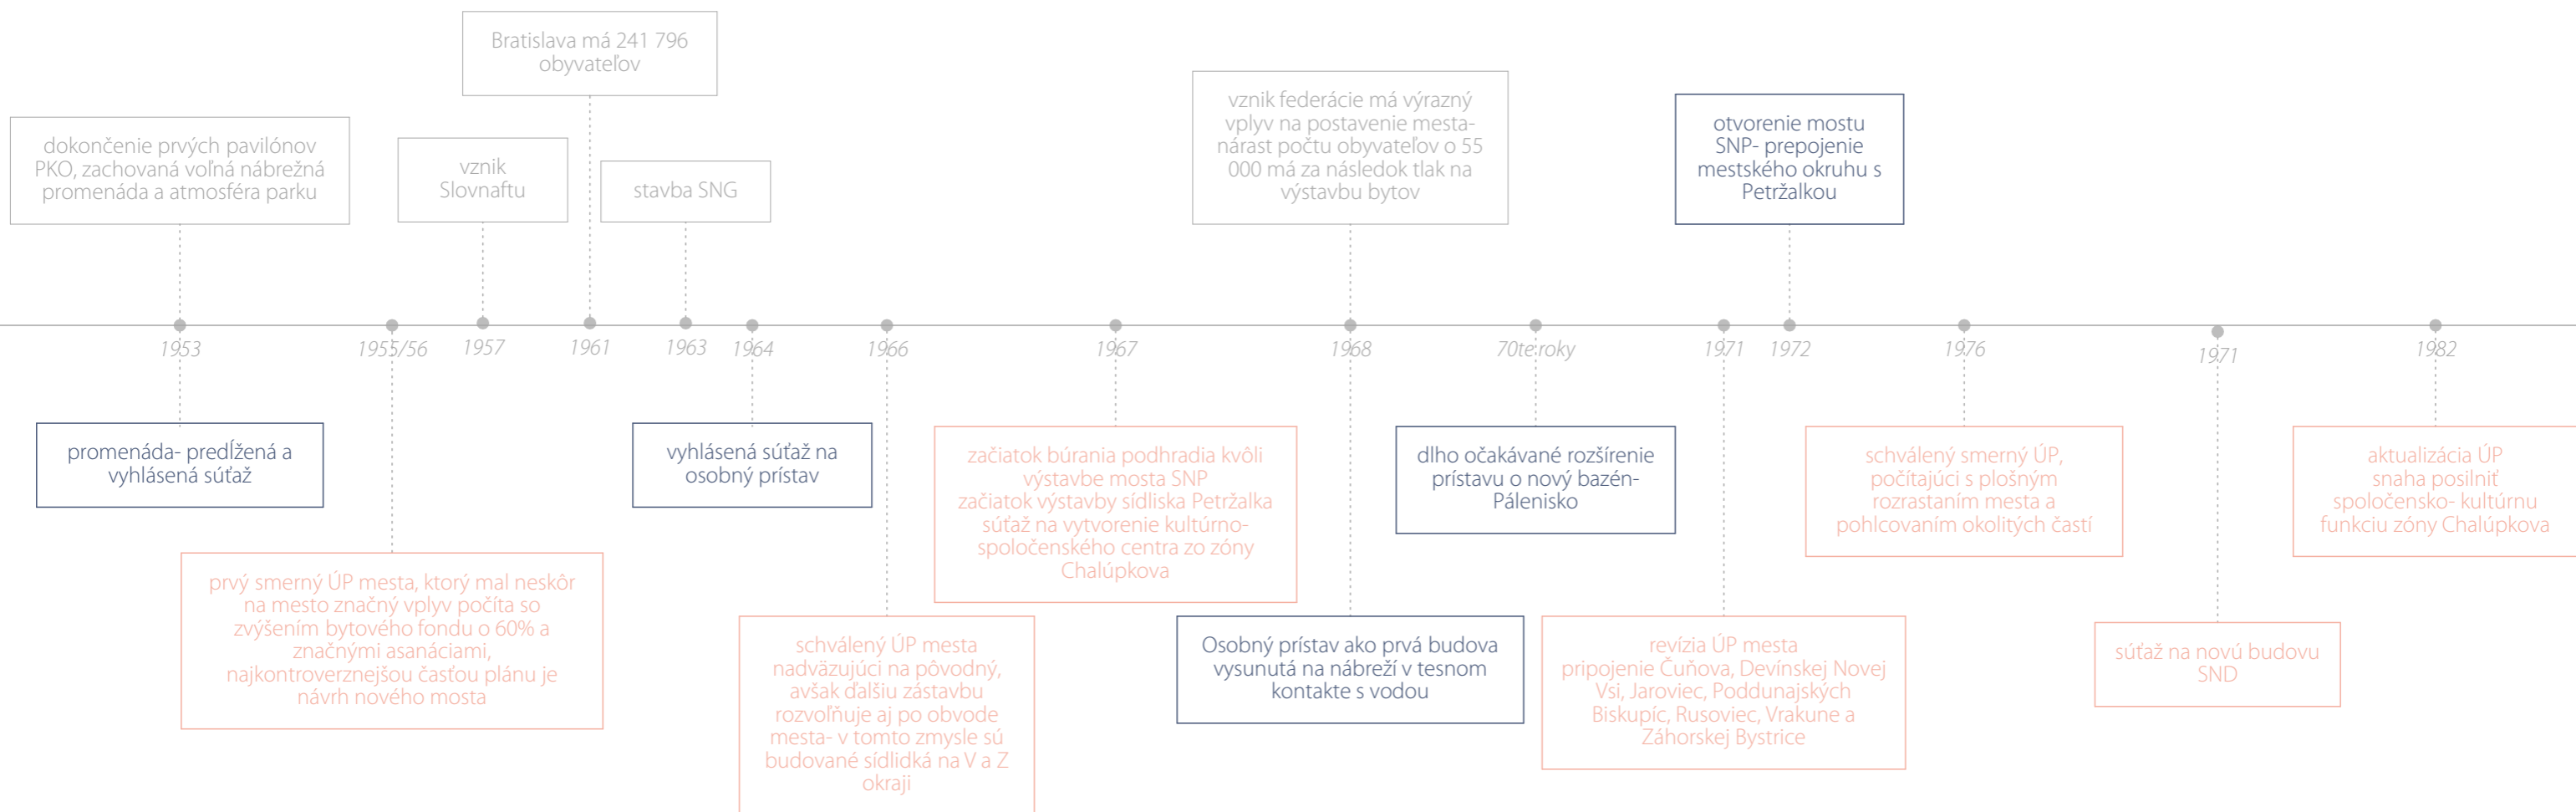 Bratislava má 241 796
obyvateľov
dokončenie prvých pavilónov
PKO, zachovaná voľná nábrežná
promenáda a atmosféra parku
vznik
Slovnaftu
stavba SNG
vznik federácie má výrazný
vplyv na postavenie mesta-
nárast počtu obyvateľov o 55
000 má za následok tlak na
výstavbu bytov
otvorenie mostu
SNP- prepojenie
mestského okruhu s
Petržalkou
1953
1955/56
1957
1961
1963
1964
1966
1967
1968
70te roky
1971
1972
1976
1971
1982
promenáda- predĺžená a
vyhlásená súťaž
prvý smerný ÚP mesta, ktorý mal neskôr
na mesto značný vplyv počíta so
zvýšením bytového fondu o 60% a
značnými asanáciami,
najkontroverznejšou časťou plánu je
návrh nového mosta
vyhlásená súťaž na
osobný prístav
schválený ÚP mesta
nadväzujúci na pôvodný,
avšak ďalšiu zástavbu
rozvoľňuje aj po obvode
mesta- v tomto zmysle sú
budované sídlidká na V a Z
okraji
začiatok búrania podhradia kvôli
výstavbe mosta SNP
začiatok výstavby sídliska Petržalka
súťaž na vytvorenie kultúrno-
spoločenského centra zo zóny
Chalúpkova
Osobný prístav ako prvá budova
vysunutá na nábreží v tesnom
kontakte s vodou
dlho očakávané rozšírenie
prístavu o nový bazén-
Pálenisko
revízia ÚP mesta
pripojenie Čuňova, Devínskej Novej
Vsi, Jaroviec, Poddunajských
Biskupíc, Rusoviec, Vrakune a
Záhorskej Bystrice
schválený smerný ÚP,
počítajúci s plošným
rozrastaním mesta a
pohlcovaním okolitých častí
súťaž na novú budovu
SND
aktualizácia ÚP
snaha posilniť
spoločensko- kultúrnu
funkciu zóny Chalúpkova